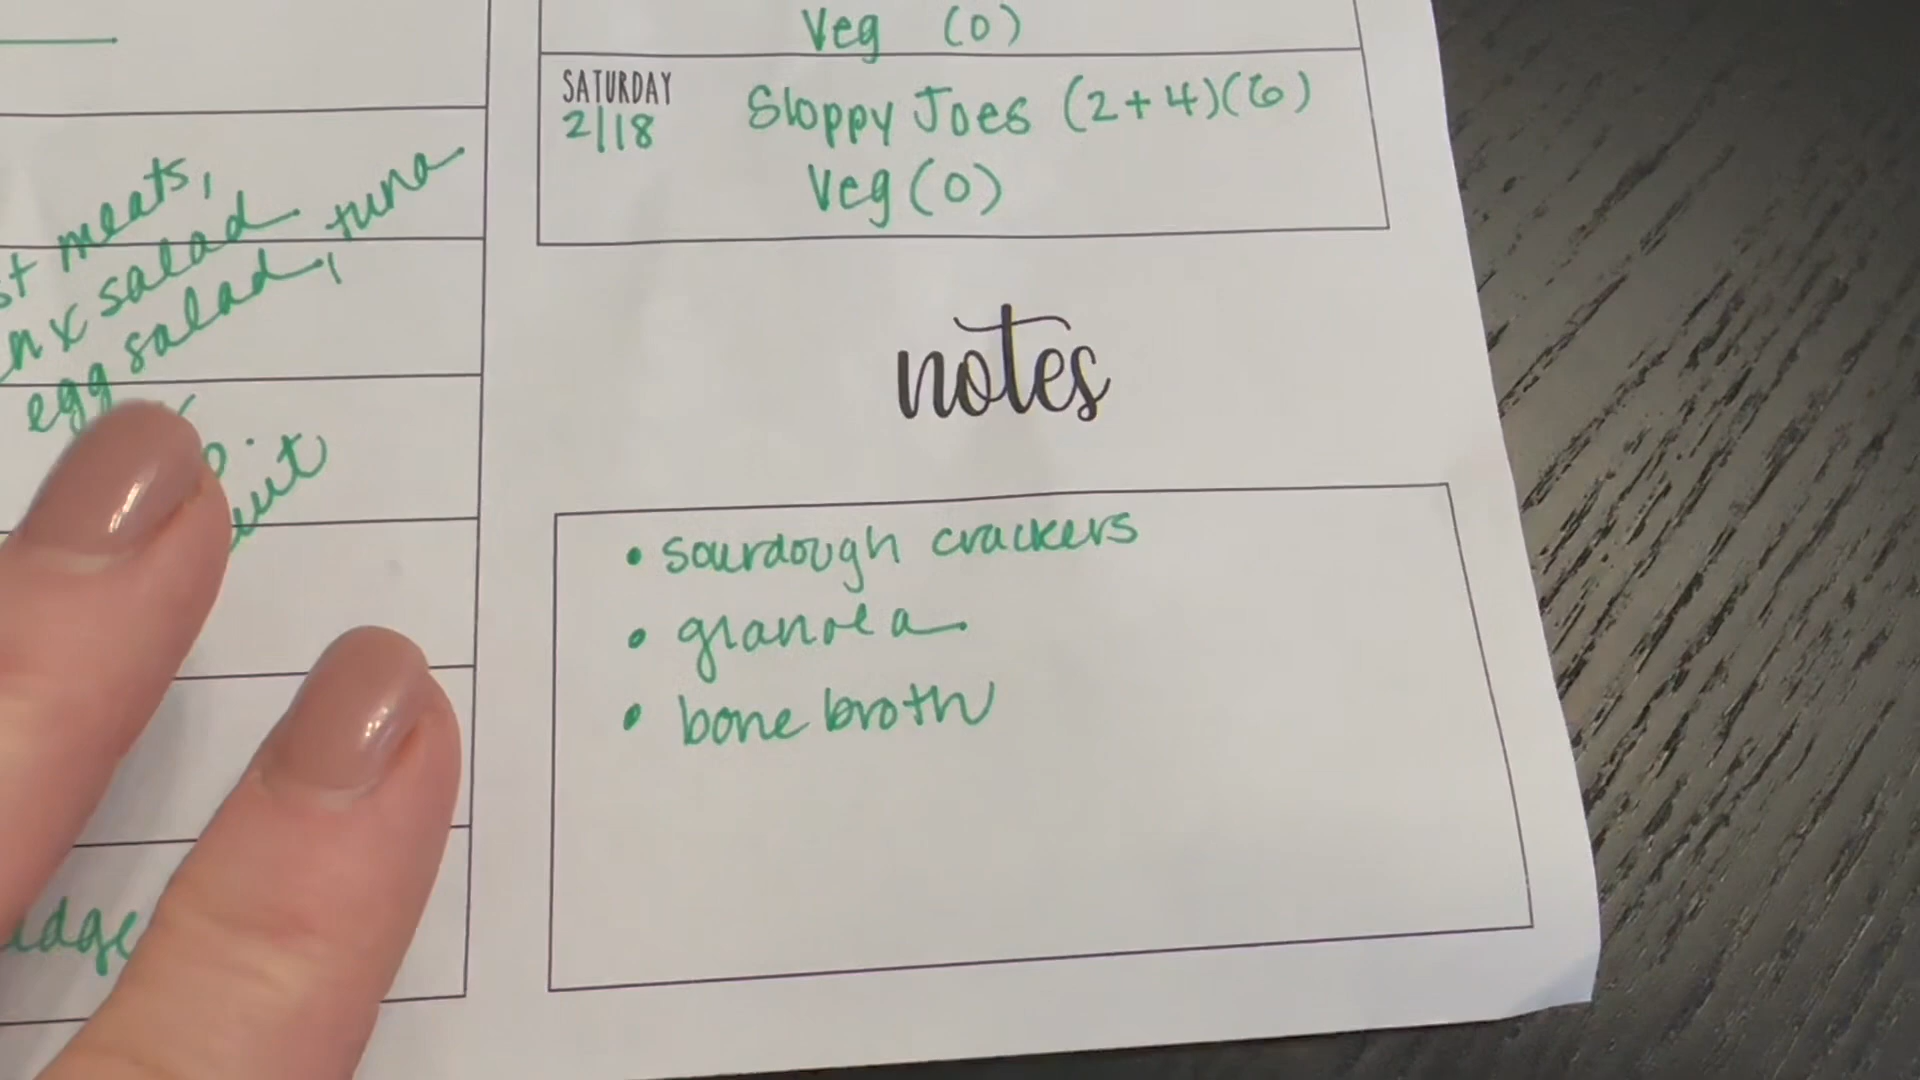 meats,
salad
egg salad, tuna
Veg (0)
SATURDAY
2/18
Sloppy Joes (2+4)(6)
Veg (0)
notes
• sourdough crackers
• granola
• bone broth